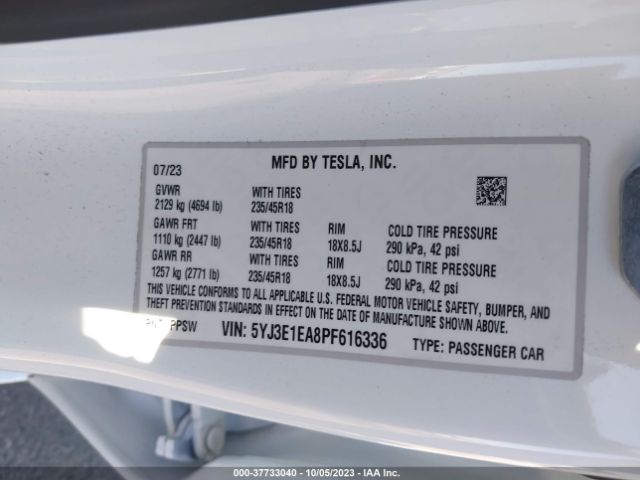 MFD BY TESLA, INC.
07/23
GVWR WITH TIRES
2129 kg (4694 lb) 235/45R18
GAWR FRT WITH TIRES RIM COLD TIRE PRESSURE
1110 kg (2447 lb) 235/45R18 18X8.5J 290 kPa, 42 psi
GAWR RR WITH TIRES RIM COLD TIRE PRESSURE
1257 kg (2771 lb) 235/45R18 18X8.5J 290 kPa, 42 psi
THIS VEHICLE CONFORMS TO ALL APPLICABLE U.S. FEDERAL MOTOR VEHICLE SAFETY, BUMPER, AND
THEFT PREVENTION STANDARDS IN EFFECT ON THE DATE OF MANUFACTURE SHOWN ABOVE.
PPSW VIN: 5YJ3E1EA8PF616336 TYPE: PASSENGER CAR
000-37733040 - 10/05/2023 - IAA Inc.